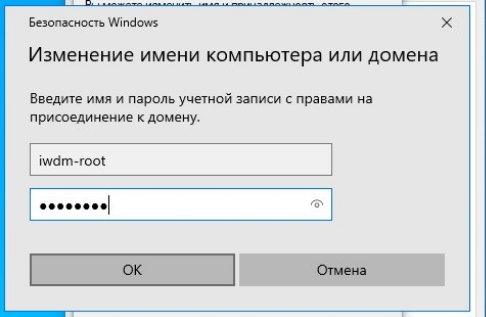 Вы можете изменить имя и принадлежность этого
Безопасность Windows
Изменение имени компьютера или домена
Введите имя и пароль учетной записи с правами на
присоединение к домену.
iwdm-root
●●●●●●●●
ОК
Отмена